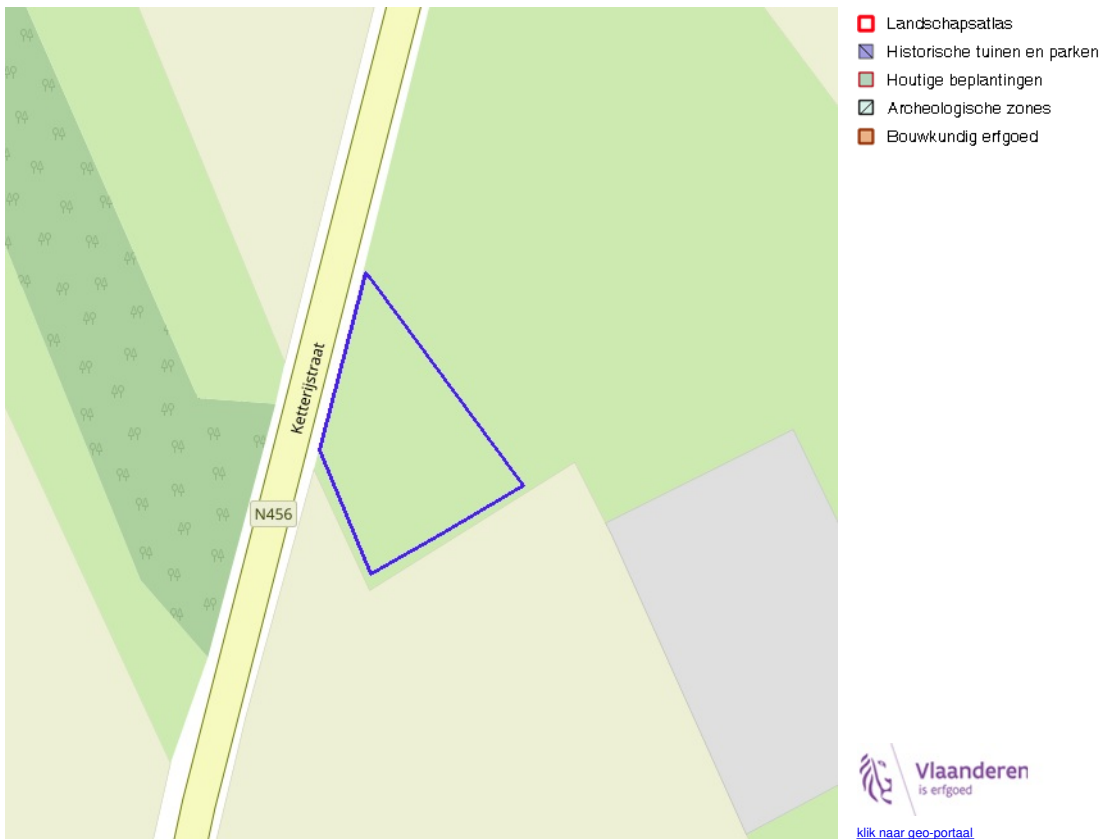 Landschapsatlas
Historische tuinen en parken
Houtige beplantingen
Archeologische zones
Bouwkundig erfgoed
Ketterijstraat
N456
Vlaanderen
is erfgoed
klik naar geo-portaal